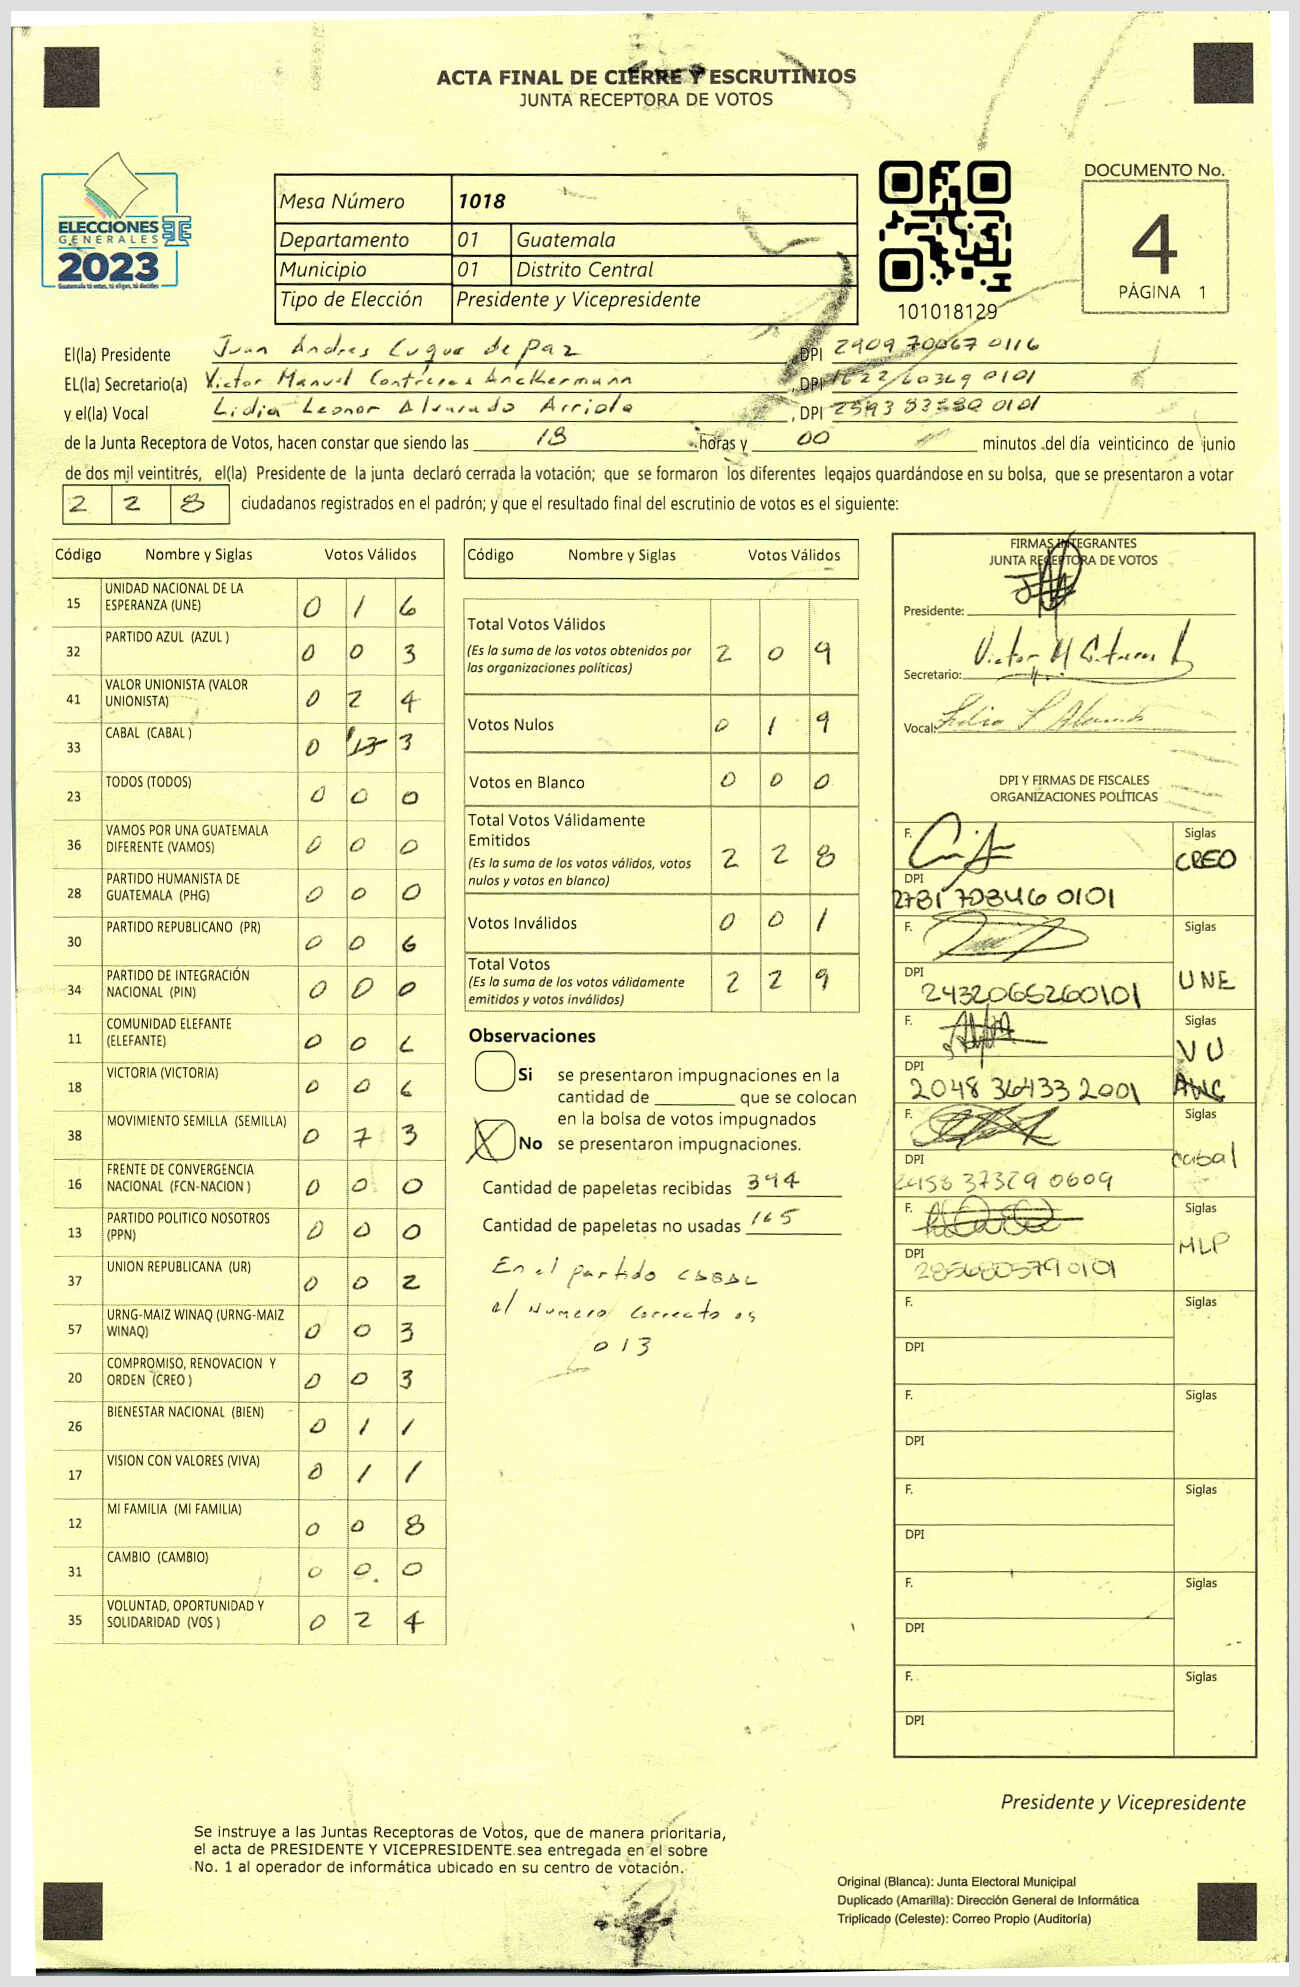 ACTA FINAL DE CIERRE Y ESCRUTINIOS
JUNTA RECEPTORA DE VOTOS
ELECCIONES
GENERALES
2023
Guatemala tú votas, tú eliges, tú decides
Mesa Número 1018
Departamento 01 Guatemala
Municipio 01 Distrito Central
Tipo de Elección Presidente y Vicepresidente
101018129
DOCUMENTO No.
4
PÁGINA 1
El(la) Presidente Juan Andres Luque de Paz, DPI 2909 70067 0116
EL(la) Secretario(a) Victor Manuel Contreras Anckermann, DPI 1622 60369 0101
y el(la) Vocal Lidia Leonor Alvarado Arriola, DPI 2593 83580 0101
de la Junta Receptora de Votos, hacen constar que siendo las 18 horas y 00 minutos del día veinticinco de junio
de dos mil veintitrés, el(la) Presidente de la junta declaró cerrada la votación; que se formaron los diferentes legajos guardándose en su bolsa, que se presentaron a votar
2 2 8 ciudadanos registrados en el padrón; y que el resultado final del escrutinio de votos es el siguiente:
Código Nombre y Siglas Votos Válidos
15 UNIDAD NACIONAL DE LA ESPERANZA (UNE) 0 1 6
32 PARTIDO AZUL (AZUL ) 0 0 3
41 VALOR UNIONISTA (VALOR UNIONISTA) 0 2 4
33 CABAL (CABAL ) 0 13 3
23 TODOS (TODOS) 0 0 0
36 VAMOS POR UNA GUATEMALA DIFERENTE (VAMOS) 0 0 0
28 PARTIDO HUMANISTA DE GUATEMALA (PHG) 0 0 0
30 PARTIDO REPUBLICANO (PR) 0 0 6
34 PARTIDO DE INTEGRACIÓN NACIONAL (PIN) 0 0 0
11 COMUNIDAD ELEFANTE (ELEFANTE) 0 0 6
18 VICTORIA (VICTORIA) 0 0 6
38 MOVIMIENTO SEMILLA (SEMILLA) 0 7 3
16 FRENTE DE CONVERGENCIA NACIONAL (FCN-NACION ) 0 0 0
13 PARTIDO POLITICO NOSOTROS (PPN) 0 0 0
37 UNION REPUBLICANA (UR) 0 0 2
57 URNG-MAIZ WINAQ (URNG-MAIZ WINAQ) 0 0 3
20 COMPROMISO, RENOVACION Y ORDEN (CREO ) 0 0 3
26 BIENESTAR NACIONAL (BIEN) 0 1 1
17 VISION CON VALORES (VIVA) 0 1 1
12 MI FAMILIA (MI FAMILIA) 0 0 8
31 CAMBIO (CAMBIO) 0 0 0
35 VOLUNTAD, OPORTUNIDAD Y SOLIDARIDAD (VOS ) 0 2 4
Código Nombre y Siglas Votos Válidos
Total Votos Válidos 2 0 9
(Es la suma de los votos obtenidos por
las organizaciones políticas)
Votos Nulos 0 1 9
Votos en Blanco 0 0 0
Total Votos Válidamente
Emitidos 2 2 8
(Es la suma de los votos válidos, votos
nulos y votos en blanco)
Votos Inválidos 0 0 1
Total Votos 2 2 9
(Es la suma de los votos válidamente
emitidos y votos inválidos)
Observaciones
Si se presentaron impugnaciones en la
cantidad de ________ que se colocan
en la bolsa de votos impugnados
X No se presentaron impugnaciones.
Cantidad de papeletas recibidas 394
Cantidad de papeletas no usadas 165
En el partido CABAL
el numero correcto es
013
FIRMAS INTEGRANTES
JUNTA RECEPTORA DE VOTOS
Presidente:
Secretario: Victor M Contreras
Vocal: Lidia L Alvarado
DPI Y FIRMAS DE FISCALES
ORGANIZACIONES POLÍTICAS
F. Siglas
CREO
DPI
2781 70846 0101
F. Siglas
UNE
DPI
2432065260101
F. Siglas
VU
DPI
2048 36433 2001
F. Siglas
Cabal
DPI
2458 37329 0609
F. Siglas
MLP
DPI
2856805790101
F. Siglas
DPI
F. Siglas
DPI
F. Siglas
DPI
F. Siglas
DPI
F. Siglas
DPI
Presidente y Vicepresidente
Se instruye a las Juntas Receptoras de Votos, que de manera prioritaria,
el acta de PRESIDENTE Y VICEPRESIDENTE sea entregada en el sobre
No. 1 al operador de informática ubicado en su centro de votación.
Original (Blanca): Junta Electoral Municipal
Duplicado (Amarilla): Dirección General de Informática
Triplicado (Celeste): Correo Propio (Auditoría)